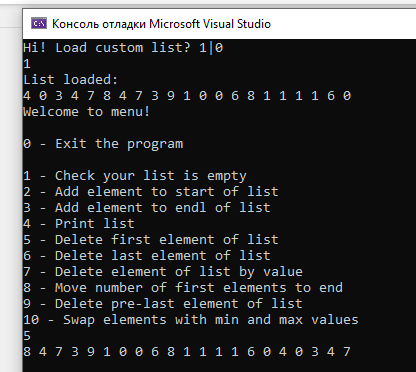 Консоль отладки Microsoft Visual Studio
Hi! Load custom list? 1|0
1
List loaded:
4 0 3 4 7 8 4 7 3 9 1 0 0 6 8 1 1 1 1 6 0
Welcome to menu!
0 - Exit the program
1 - Check your list is empty
2 - Add element to start of list
3 - Add element to endl of list
4 - Print list
5 - Delete first element of list
6 - Delete last element of list
7 - Delete element of list by value
8 - Move number of first elements to end
9 - Delete pre-last element of list
10 - Swap elements with min and max values
5
8 4 7 3 9 1 0 0 6 8 1 1 1 1 6 0 4 0 3 4 7